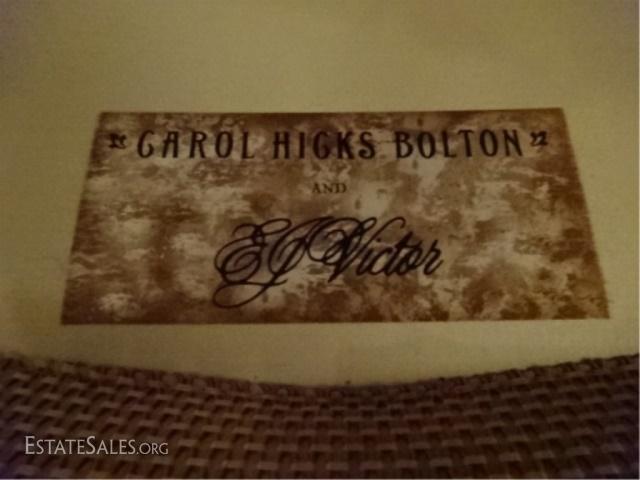 CAROL HICKS BOLTON
AND
EJ Victor
ESTATESALES.ORG